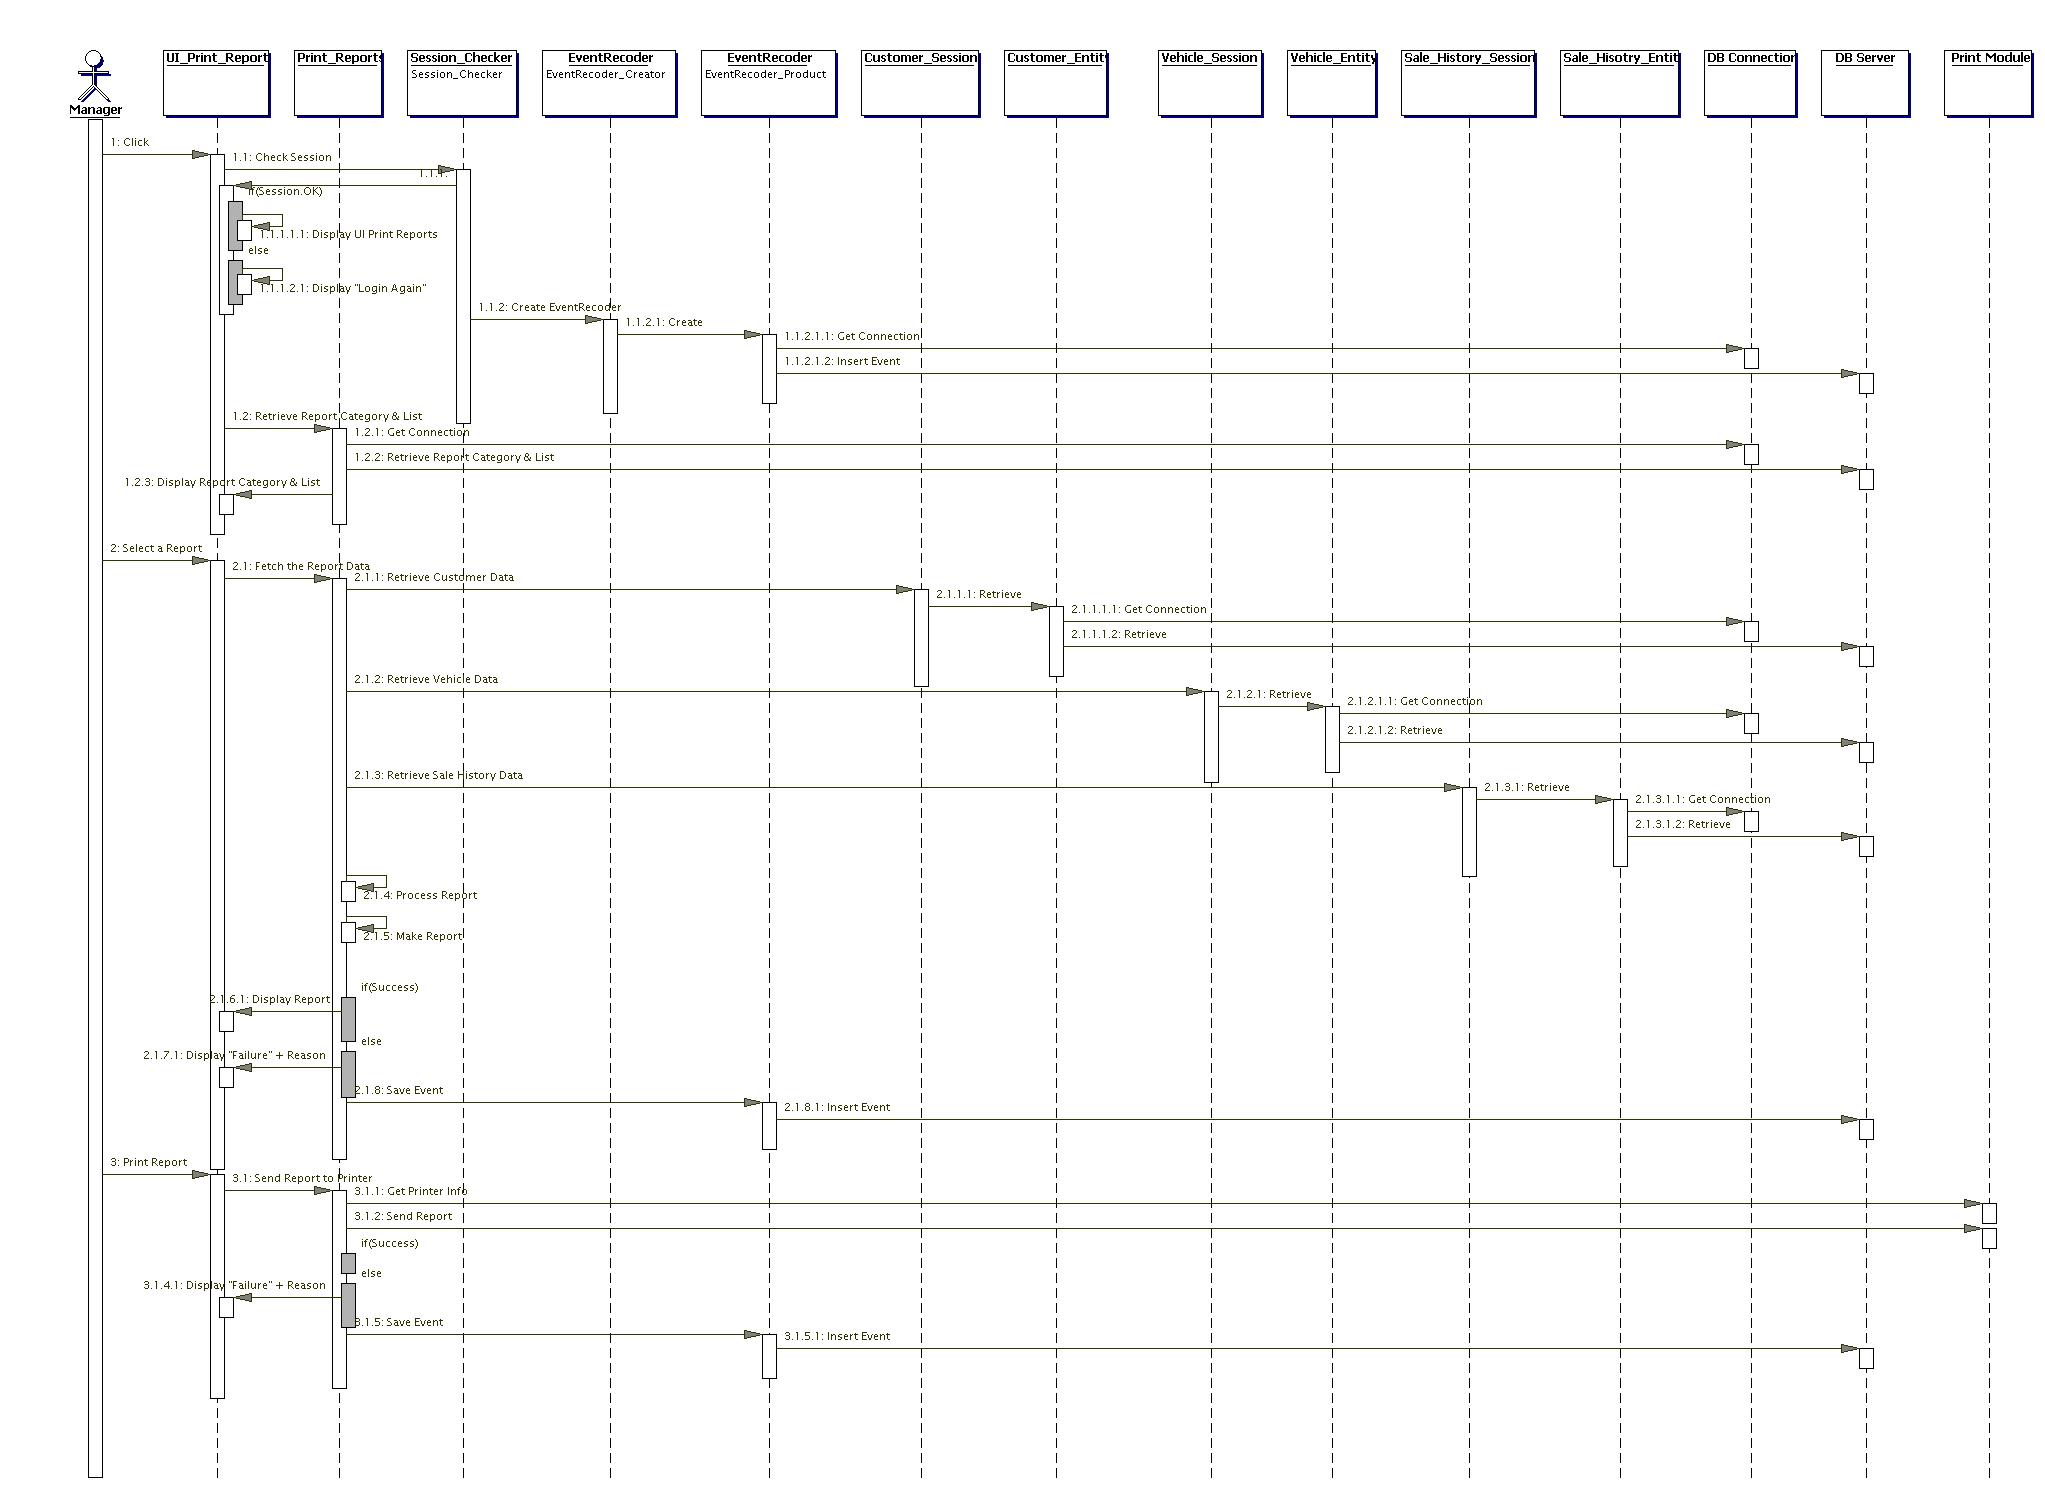 Manager
UI_Print_Report
Print_Reports
Session_Checker
Session_Checker
EventRecoder
EventRecoder_Creator
EventRecoder
EventRecoder_Product
Customer_Session
Customer_Entit
Vehicle_Session
Vehicle_Entity
Sale_History_Session
Sale_Hisotry_Entit
DB Connection
DB Server
Print Module
1: Click
1.1: Check Session
1.1.1:
if(Session.OK)
1.1.1.1.1: Display UI Print Reports
else
1.1.1.2.1: Display "Login Again"
1.1.2: Create EventRecoder
1.1.2.1: Create
1.1.2.1.1: Get Connection
1.1.2.1.2: Insert Event
1.2: Retrieve Report Category & List
1.2.1: Get Connection
1.2.2: Retrieve Report Category & List
1.2.3: Display Report Category & List
2: Select a Report
2.1: Fetch the Report Data
2.1.1: Retrieve Customer Data
2.1.1.1: Retrieve
2.1.1.1.1: Get Connection
2.1.1.1.2: Retrieve
2.1.2: Retrieve Vehicle Data
2.1.2.1: Retrieve
2.1.2.1.1: Get Connection
2.1.2.1.2: Retrieve
2.1.3: Retrieve Sale History Data
2.1.3.1: Retrieve
2.1.3.1.1: Get Connection
2.1.3.1.2: Retrieve
2.1.4: Process Report
2.1.5: Make Report
if(Success)
2.1.6.1: Display Report
else
2.1.7.1: Display "Failure" + Reason
2.1.8: Save Event
2.1.8.1: Insert Event
3: Print Report
3.1: Send Report to Printer
3.1.1: Get Printer Info
3.1.2: Send Report
if(Success)
else
3.1.4.1: Display "Failure" + Reason
3.1.5: Save Event
3.1.5.1: Insert Event